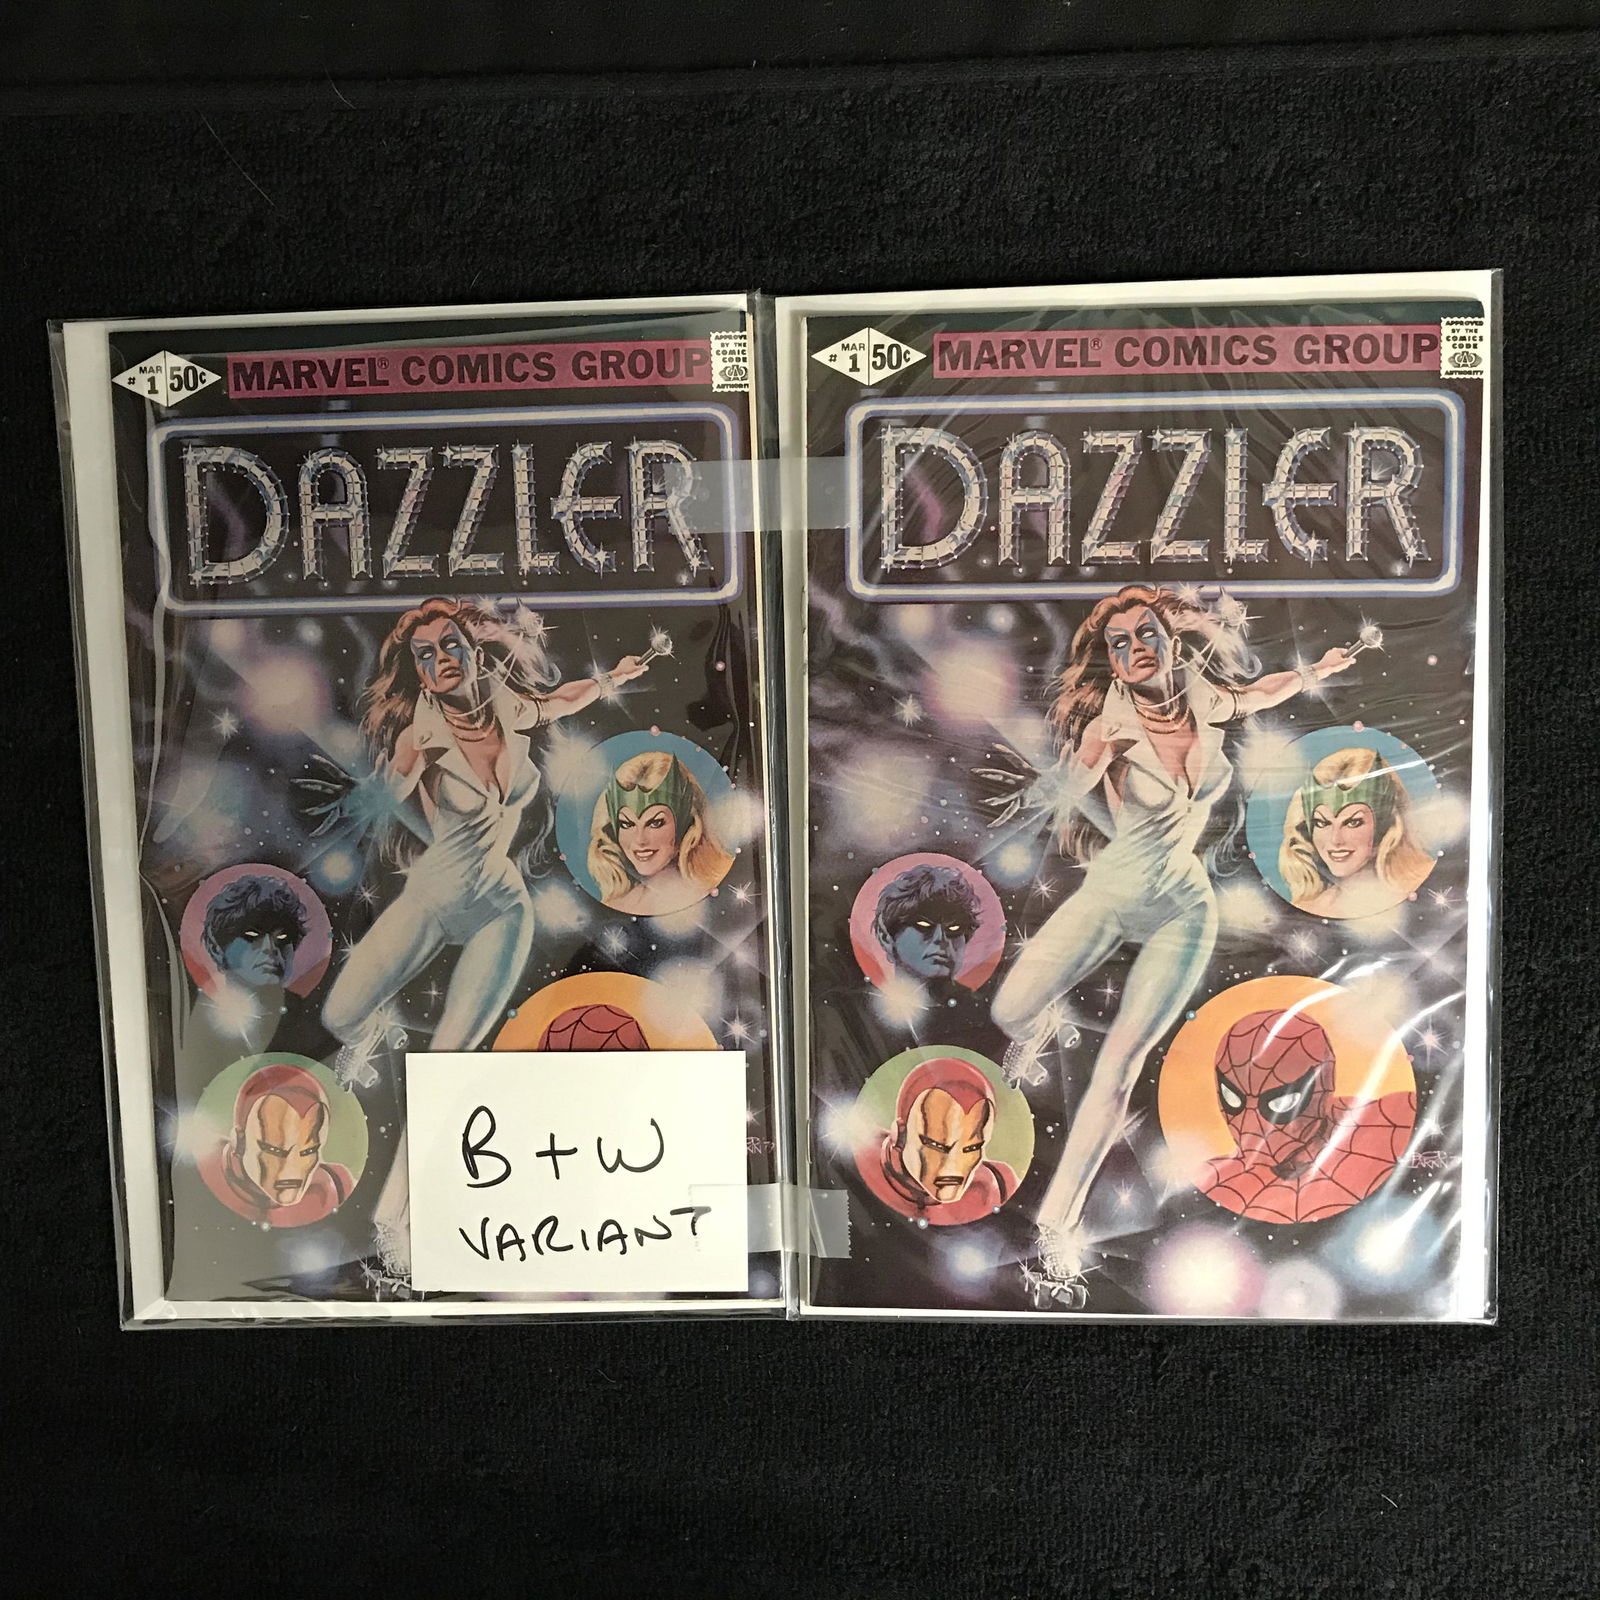 MAR
# 1 50¢
MARVEL® COMICS GROUP
APPROVED
BY THE
COMICS
CODE
AUTHORITY
DAZZLER
B + W
VARIANT
MAR
# 1 50¢
MARVEL® COMICS GROUP
APPROVED
BY THE
COMICS
CODE
AUTHORITY
DAZZLER